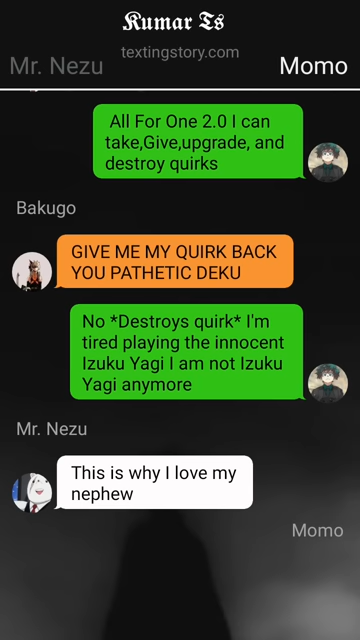 Kumar Ts
textingstory.com
Mr. Nezu
Momo
All For One 2.0 I can
take,Give,upgrade, and
destroy quirks
Bakugo
GIVE ME MY QUIRK BACK
YOU PATHETIC DEKU
No *Destroys quirk* I'm
tired playing the innocent
Izuku Yagi I am not Izuku
Yagi anymore
Mr. Nezu
This is why I love my
nephew
Momo